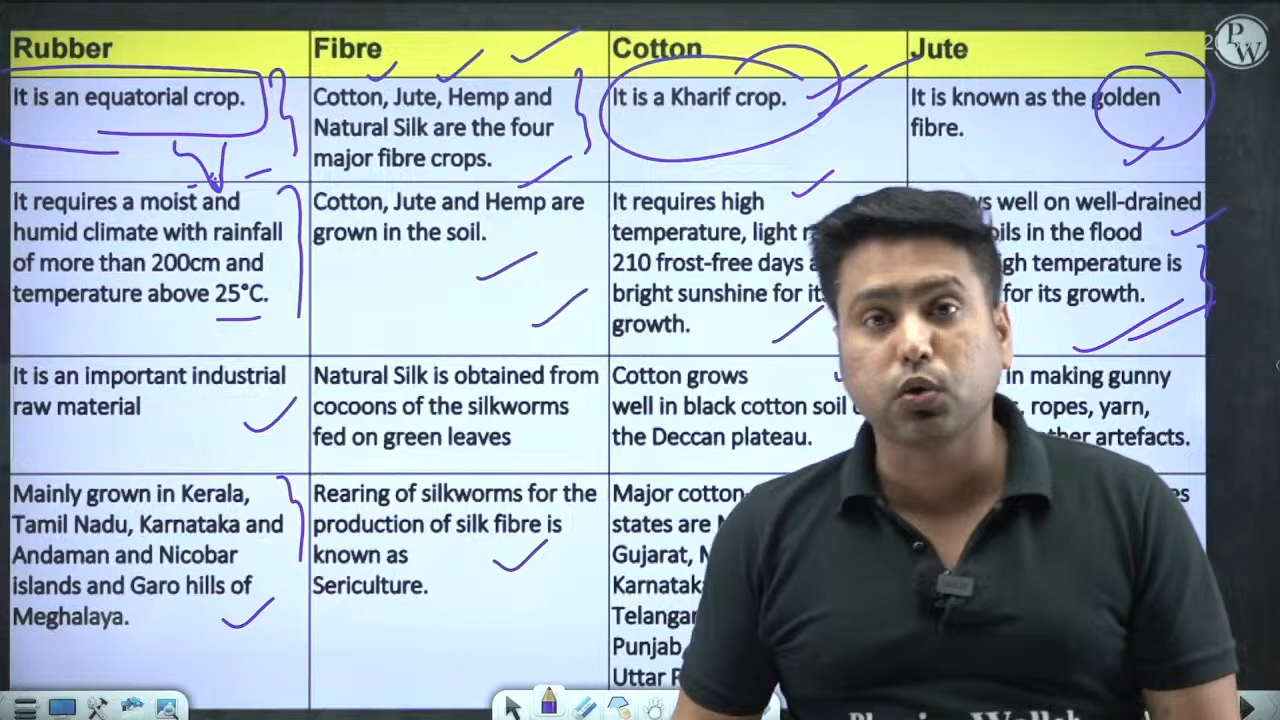 Rubber
Fibre
Cotton
Jute
2
PW
It is an equatorial crop.
Cotton, Jute, Hemp and
Natural Silk are the four
major fibre crops.
It is a Kharif crop.
It is known as the golden
fibre.
It requires a moist and
humid climate with rainfall
of more than 200cm and
temperature above 25°C.
Cotton, Jute and Hemp are
grown in the soil.
It requires high
temperature, light
210 frost-free days
bright sunshine for
growth.
well on well-drained
in the flood
temperature is
for its growth.
It is an important industrial
raw material
Natural Silk is obtained from
cocoons of the silkworms
fed on green leaves
Cotton grows
well in black cotton soil
the Deccan plateau.
in making gunny
ropes, yarn,
artefacts.
Mainly grown in Kerala,
Tamil Nadu, Karnataka and
Andaman and Nicobar
islands and Garo hills of
Meghalaya.
Rearing of silkworms for the
production of silk fibre is
known as
Sericulture.
Major cotton
states are
Gujarat,
Punjab,
Uttar